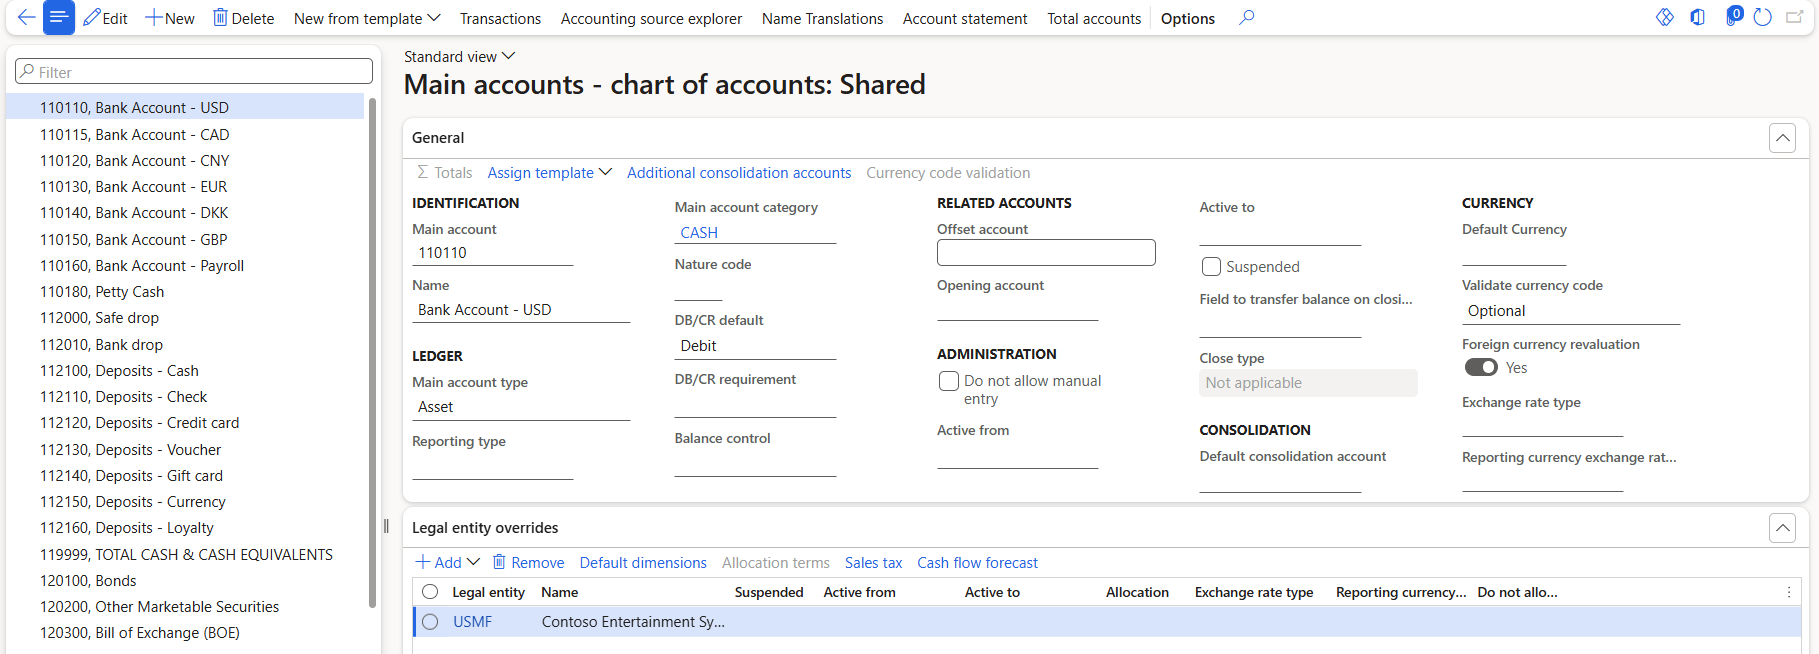 Edit New Delete New from template Transactions Accounting source explorer Name Translations Account statement Total accounts Options 0
Filter
110110, Bank Account - USD
110115, Bank Account - CAD
110120, Bank Account - CNY
110130, Bank Account - EUR
110140, Bank Account - DKK
110150, Bank Account - GBP
110160, Bank Account - Payroll
110180, Petty Cash
112000, Safe drop
112010, Bank drop
112100, Deposits - Cash
112110, Deposits - Check
112120, Deposits - Credit card
112130, Deposits - Voucher
112140, Deposits - Gift card
112150, Deposits - Currency
112160, Deposits - Loyalty
119999, TOTAL CASH & CASH EQUIVALENTS
120100, Bonds
120200, Other Marketable Securities
120300, Bill of Exchange (BOE)
Standard view
Main accounts - chart of accounts: Shared
General
Totals Assign template Additional consolidation accounts Currency code validation
IDENTIFICATION
Main account
110110
Name
Bank Account - USD
LEDGER
Main account type
Asset
Reporting type
Main account category
CASH
Nature code
DB/CR default
Debit
DB/CR requirement
Balance control
RELATED ACCOUNTS
Offset account
Opening account
ADMINISTRATION
Do not allow manual
entry
Active from
Active to
Suspended
Field to transfer balance on closi...
Close type
Not applicable
CONSOLIDATION
Default consolidation account
CURRENCY
Default Currency
Validate currency code
Optional
Foreign currency revaluation
Yes
Exchange rate type
Reporting currency exchange rat...
Legal entity overrides
Add Remove Default dimensions Allocation terms Sales tax Cash flow forecast
Legal entity Name Suspended Active from Active to Allocation Exchange rate type Reporting currency... Do not allo...
USMF Contoso Entertainment Sy...